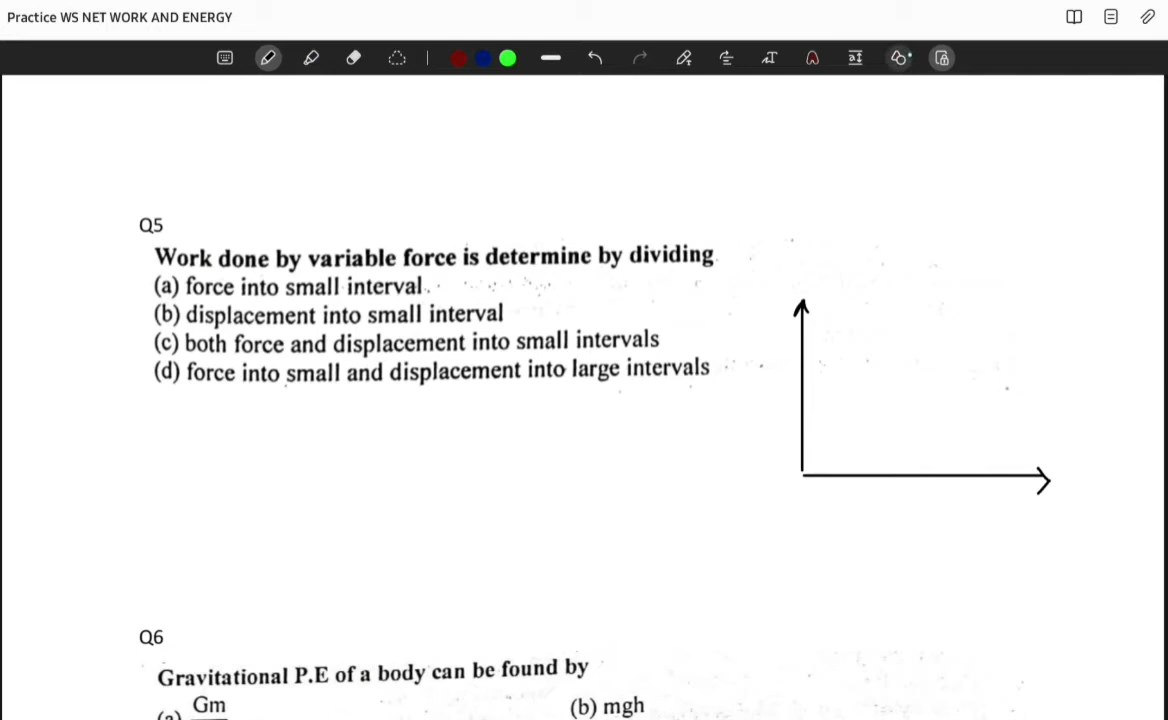 Practice WS NET WORK AND ENERGY
Q5
Work done by variable force is determine by dividing
(a) force into small interval
(b) displacement into small interval
(c) both force and displacement into small intervals
(d) force into small and displacement into large intervals
Q6
Gravitational P.E of a body can be found by
(a) Gm
(b) mgh